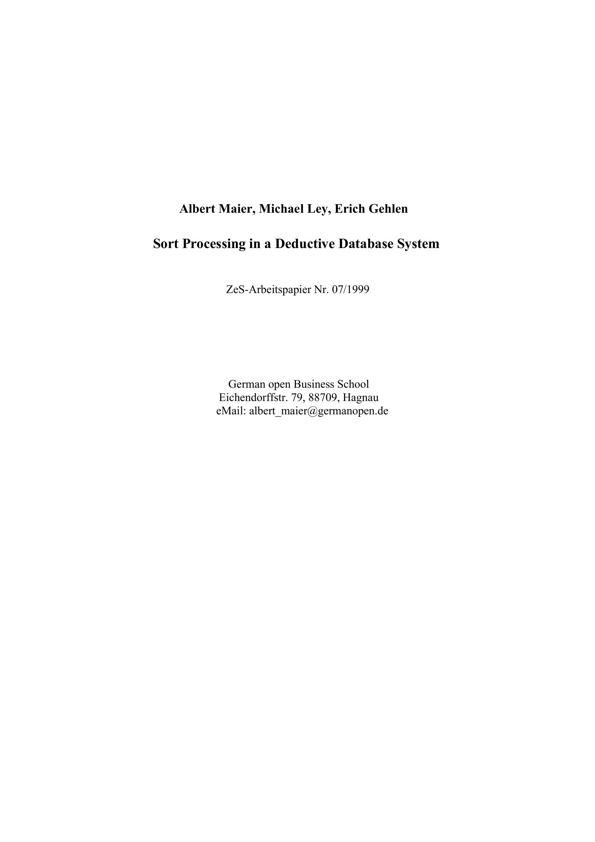 Albert Maier, Michael Ley, Erich Gehlen
Sort Processing in a Deductive Database System
ZeS-Arbeitspapier Nr. 07/1999
German open Business School
Eichendorffstr. 79, 88709, Hagnau
eMail: albert_maier@germanopen.de